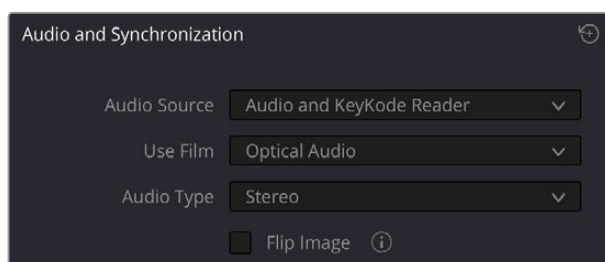 Audio and Synchronization
Audio Source Audio and KeyKode Reader
Use Film Optical Audio
Audio Type Stereo
Flip Image